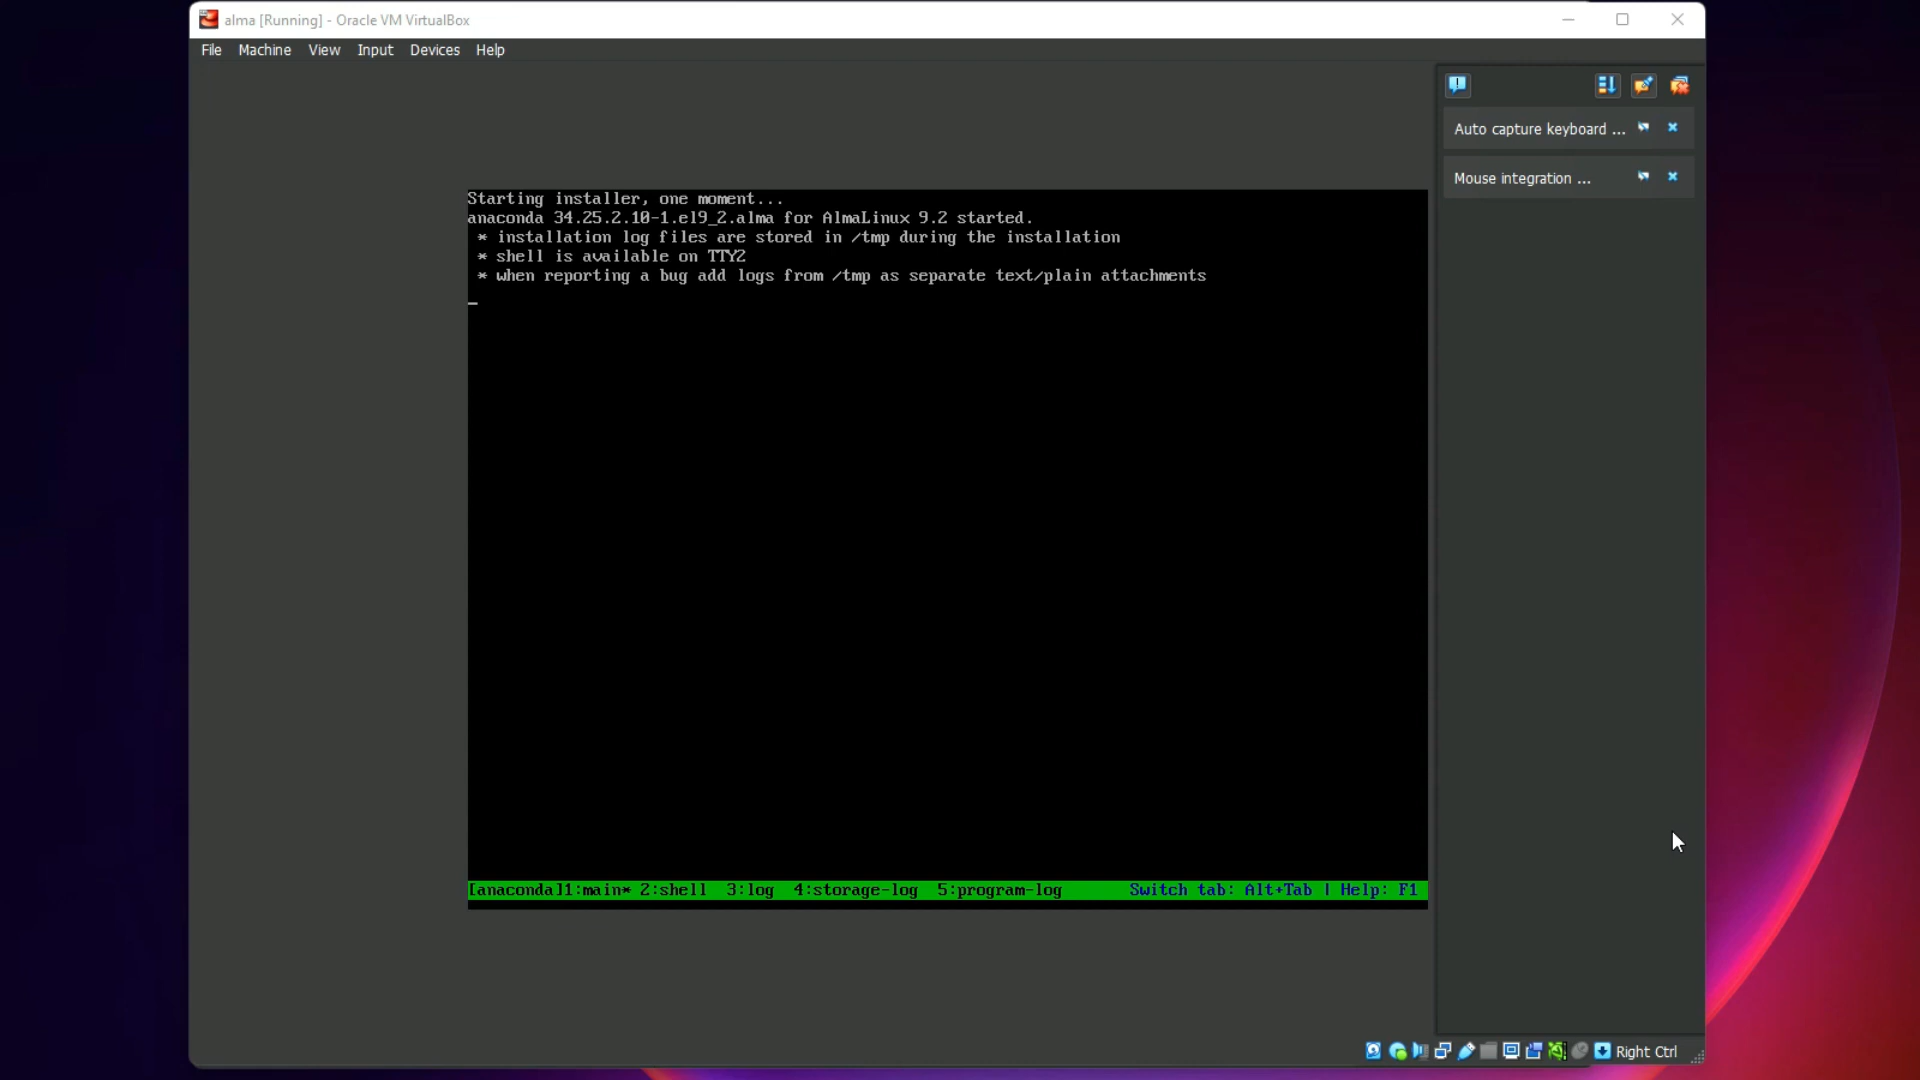 alma [Running] - Oracle VM VirtualBox
File Machine View Input Devices Help
Auto capture keyboard ...
Mouse integration ...
Starting installer, one moment...
anaconda 34.25.2.10-1.el9_2.alma for AlmaLinux 9.2 started.
* installation log files are stored in /tmp during the installation
* shell is available on TTY2
* when reporting a bug add logs from /tmp as separate text/plain attachments
[anaconda]1:main* 2:shell 3:log 4:storage-log 5:program-log Switch tab: Alt+Tab | Help: F1
Right Ctrl